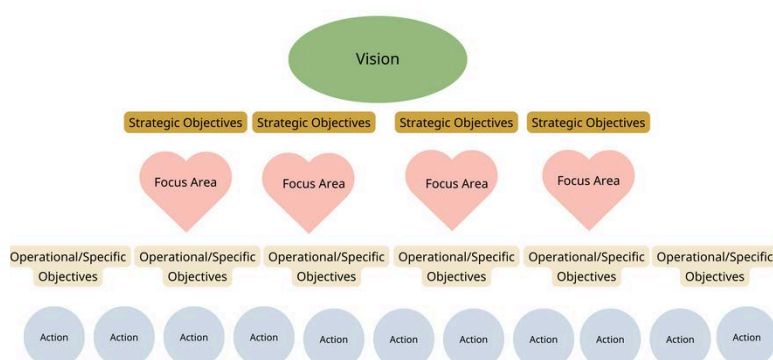 Vision
Strategic Objectives Strategic Objectives Strategic Objectives Strategic Objectives
Focus Area Focus Area Focus Area Focus Area
Operational/Specific Operational/Specific Operational/Specific Operational/Specific Operational/Specific Operational/Specific
Objectives Objectives Objectives Objectives Objectives Objectives
Action Action Action Action Action Action Action Action Action Action Action